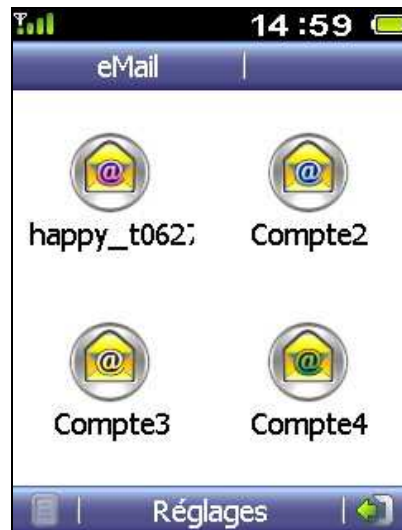 14:59
eMail
happy_t0627
Compte2
Compte3
Compte4
Réglages